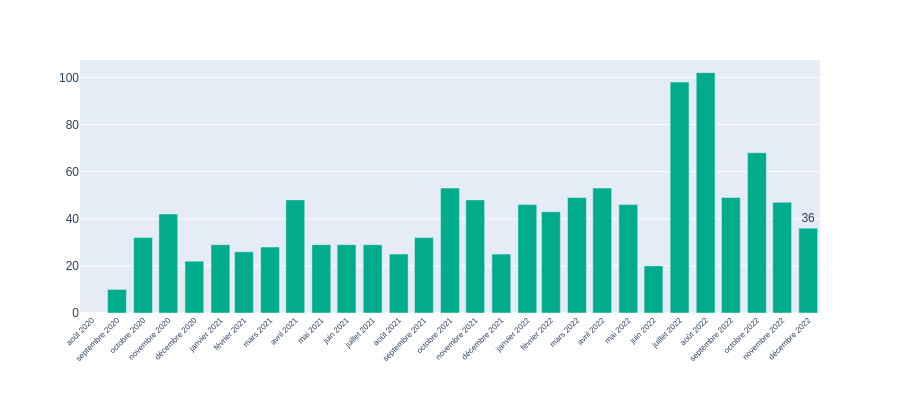 100
80
60
40
20
0
36
août 2020
septembre 2020
octobre 2020
novembre 2020
décembre 2020
janvier 2021
février 2021
mars 2021
avril 2021
mai 2021
juin 2021
juillet 2021
août 2021
septembre 2021
octobre 2021
novembre 2021
décembre 2021
janvier 2022
février 2022
mars 2022
avril 2022
mai 2022
juin 2022
juillet 2022
août 2022
septembre 2022
octobre 2022
novembre 2022
décembre 2022